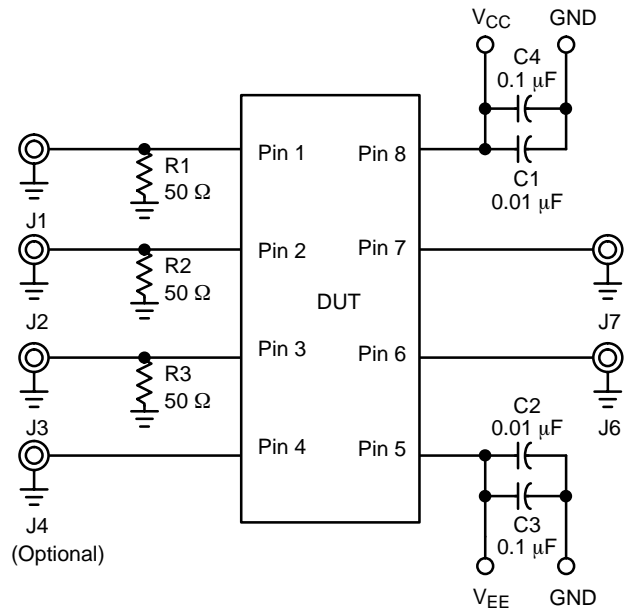 VCC GND
C4
0.1 μF
Pin 1
Pin 8
R1
50 Ω
C1
0.01 μF
J1
Pin 2
Pin 7
R2
50 Ω
DUT
J2
J7
Pin 3
Pin 6
R3
50 Ω
J3
J6
C2
0.01 μF
Pin 4
Pin 5
J4
(Optional)
C3
0.1 μF
VEE GND